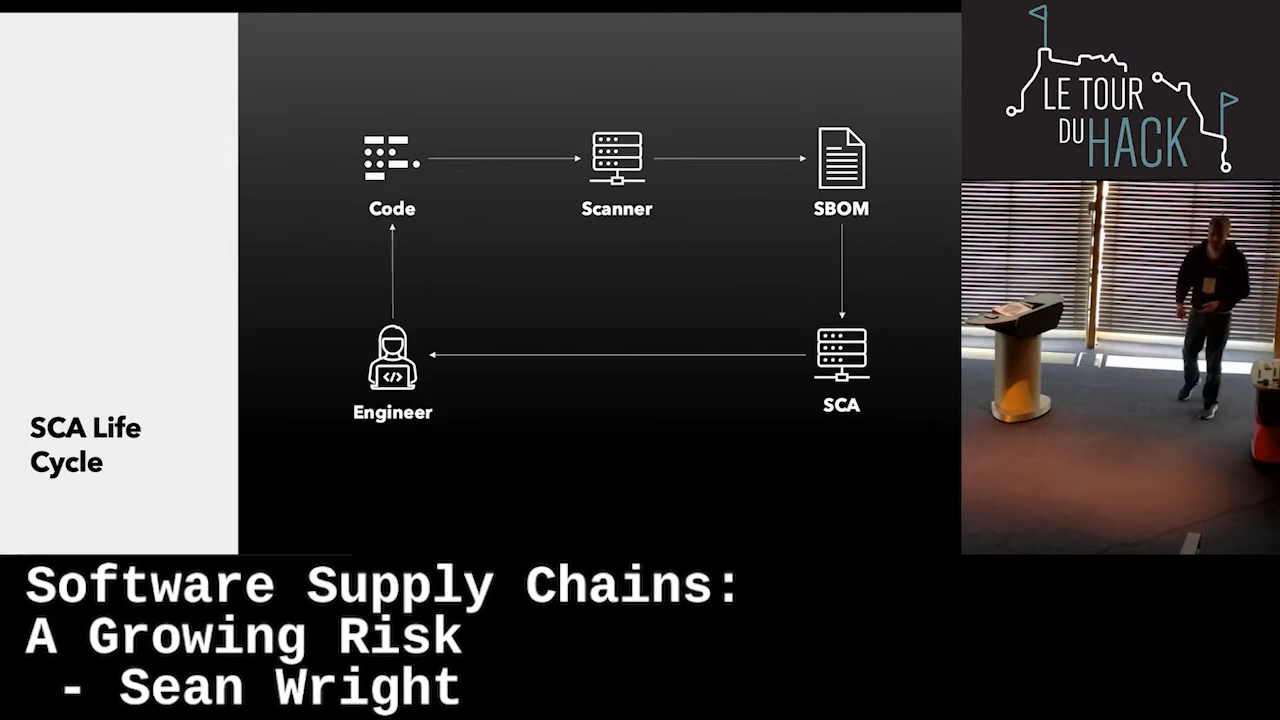 LE TOUR
DU HACK
Code
Scanner
SBOM
Engineer
</>
SCA
SCA Life
Cycle
Software Supply Chains:
A Growing Risk
- Sean Wright